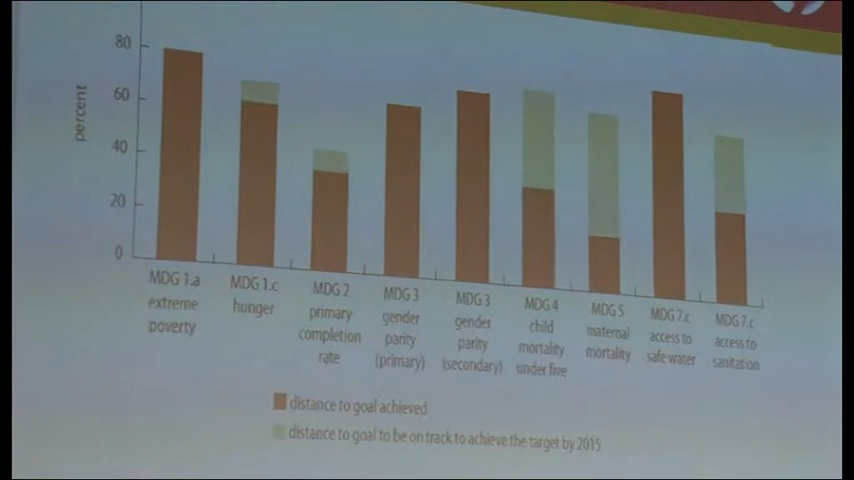 80
60
40
20
0
percent
MDG 1.a
extreme
poverty
MDG 1.c
hunger
MDG 2
primary
completion
rate
MDG 3
gender
parity
(primary)
MDG 3
gender
parity
(secondary)
MDG 4
child
mortality
under five
MDG 5
maternal
mortality
MDG 7.c
access to
safe water
MDG 7.c
access to
sanitation
distance to goal achieved
distance to goal to be on track to achieve the target by 2015